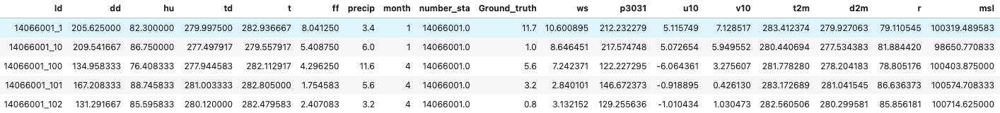 Id dd hu td t ff precip month number_sta Ground_truth ws p3031 u10 v10 t2m d2m r msl
14066001_1 205.625000 82.300000 279.997500 282.936667 8.041250 3.4 1 14066001.0 11.7 10.600895 212.232279 5.115749 7.128517 283.412374 279.927063 79.110545 100319.489583
14066001_10 209.541667 86.750000 277.497917 279.557917 5.408750 6.0 1 14066001.0 1.0 8.646451 217.574748 5.072654 5.949552 280.440694 277.534383 81.884420 98650.770833
14066001_100 134.958333 76.408333 277.944583 282.112917 4.296250 11.6 4 14066001.0 5.6 7.242371 122.227295 -6.064361 3.275607 281.778280 278.204183 78.805176 100403.875000
14066001_101 167.208333 88.745833 281.003333 282.805000 1.754583 5.6 4 14066001.0 3.2 2.840101 146.672373 -0.918895 0.426130 283.172689 281.041545 86.636373 100574.708333
14066001_102 131.291667 85.595833 280.120000 282.479583 2.407083 3.2 4 14066001.0 0.8 3.132152 129.255636 -1.010434 1.030473 282.560506 280.299581 85.856181 100714.625000